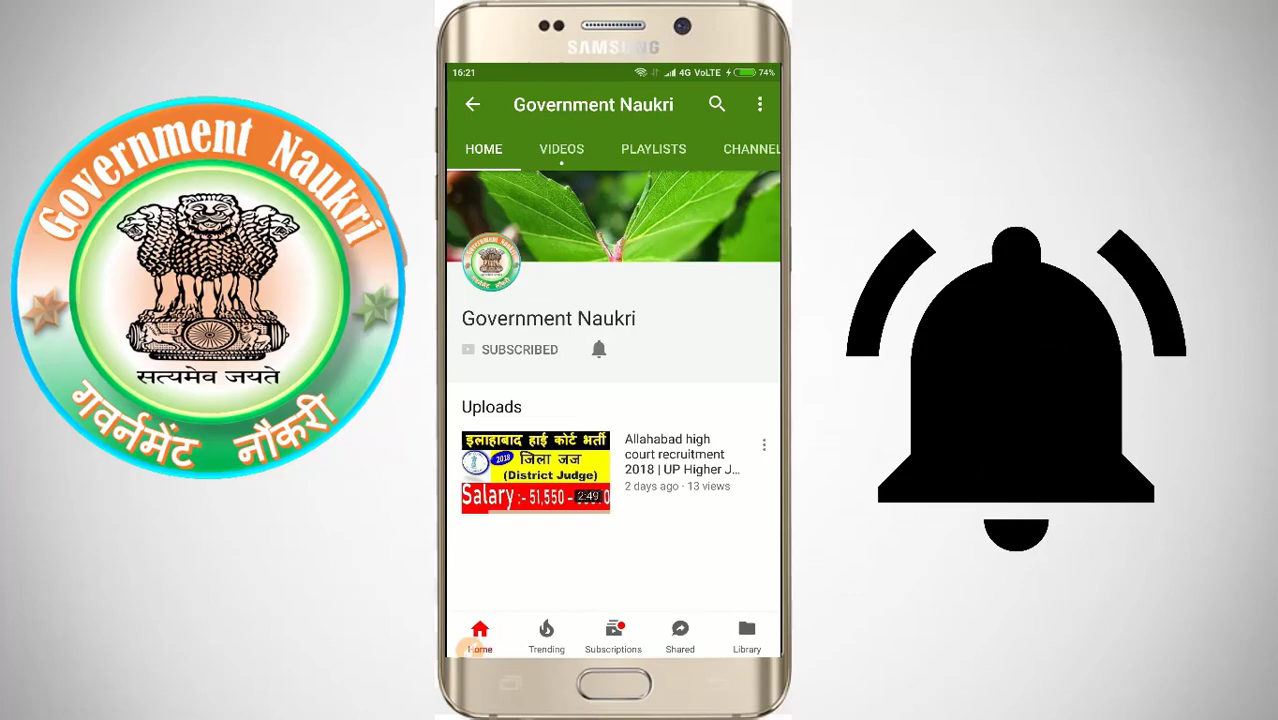 Government Naukri
सत्यमेव जयते
गवर्नमेंट नौकरी
SAMSUNG
16:21
4G VoLTE
74%
Government Naukri
HOME
VIDEOS
PLAYLISTS
CHANNEL
Government Naukri
SUBSCRIBED
Uploads
इलाहाबाद हाई कोर्ट भर्ती
2018
जिला जज
(District Judge)
Salary :- 51,550 –
2:49
Allahabad high
court recruitment
2018 | UP Higher J...
2 days ago · 13 views
Home
Trending
Subscriptions
Shared
Library